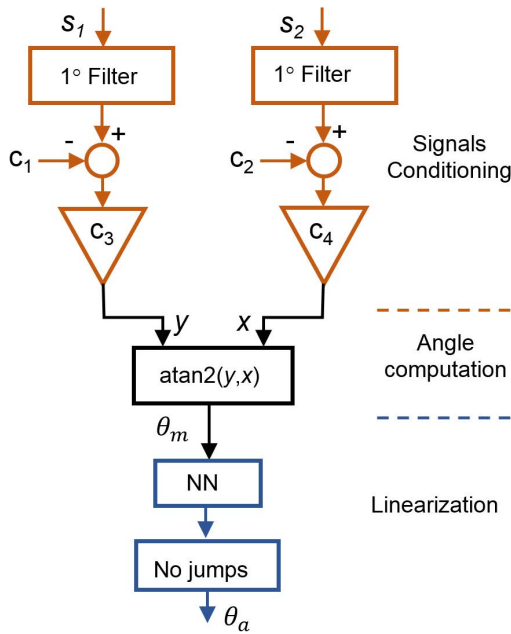 s1 s2
1° Filter 1° Filter
- + - +
c1 c2
Signals
Conditioning
c3 c4
y x
Angle
computation
atan2(y,x)
θm
NN
Linearization
No jumps
θa